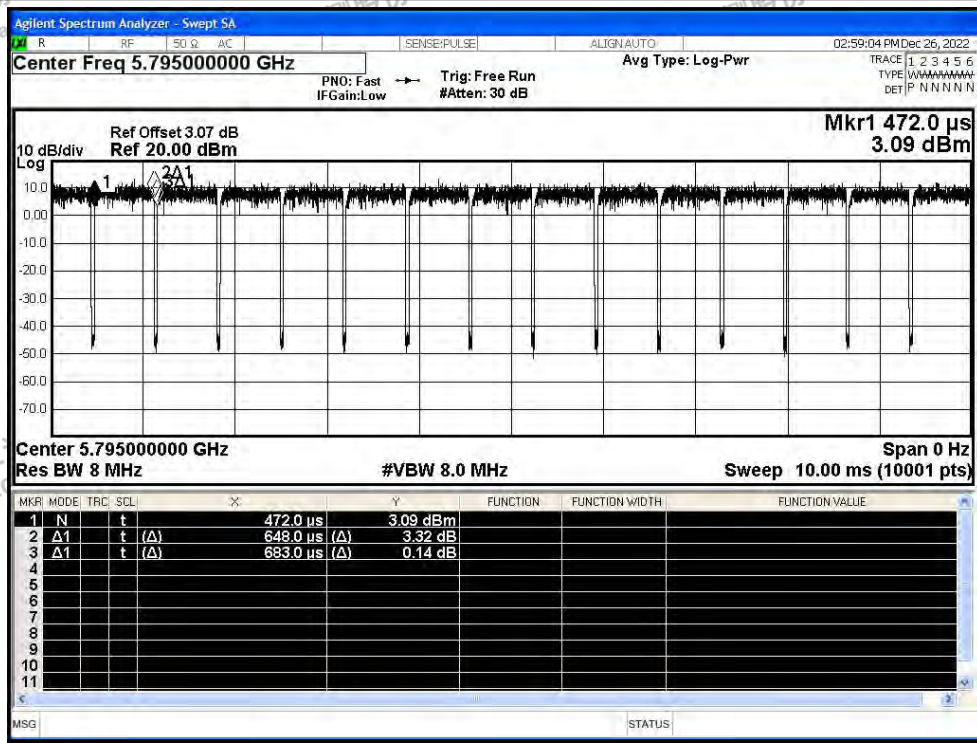 Agilent Spectrum Analyzer - Swept SA
R RF 50 Ω AC SENSE:PULSE ALIGNAUTO 02:59:04 PM Dec 26, 2022
Center Freq 5.795000000 GHz
Avg Type: Log-Pwr
TRACE 1 2 3 4 5 6
PNO: Fast Trig: Free Run
TYPE WWWWWW
IFGain:Low #Atten: 30 dB
DET P N N N N N
Mkr1 472.0 µs
Ref Offset 3.07 dB
10 dB/div Ref 20.00 dBm
3.09 dBm
Log
2Δ1
3Δ1
1
10.0
0.00
-10.0
-20.0
-30.0
-40.0
-50.0
-60.0
-70.0
Center 5.795000000 GHz Span 0 Hz
Res BW 8 MHz #VBW 8.0 MHz Sweep 10.00 ms (10001 pts)
MKR MODE TRC SCL X Y FUNCTION FUNCTION WIDTH FUNCTION VALUE
1 N t 472.0 µs 3.09 dBm
2 Δ1 t (Δ) 648.0 µs (Δ) 3.32 dB
3 Δ1 t (Δ) 683.0 µs (Δ) 0.14 dB
4
5
6
7
8
9
10
11
MSG STATUS